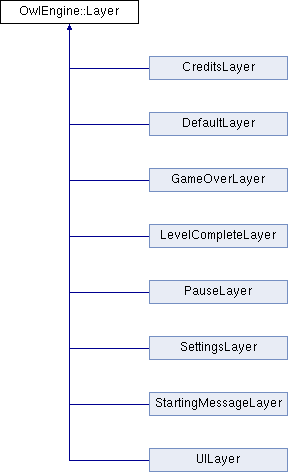 OwlEngine::Layer
CreditsLayer
DefaultLayer
GameOverLayer
LevelCompleteLayer
PauseLayer
SettingsLayer
StartingMessageLayer
UILayer